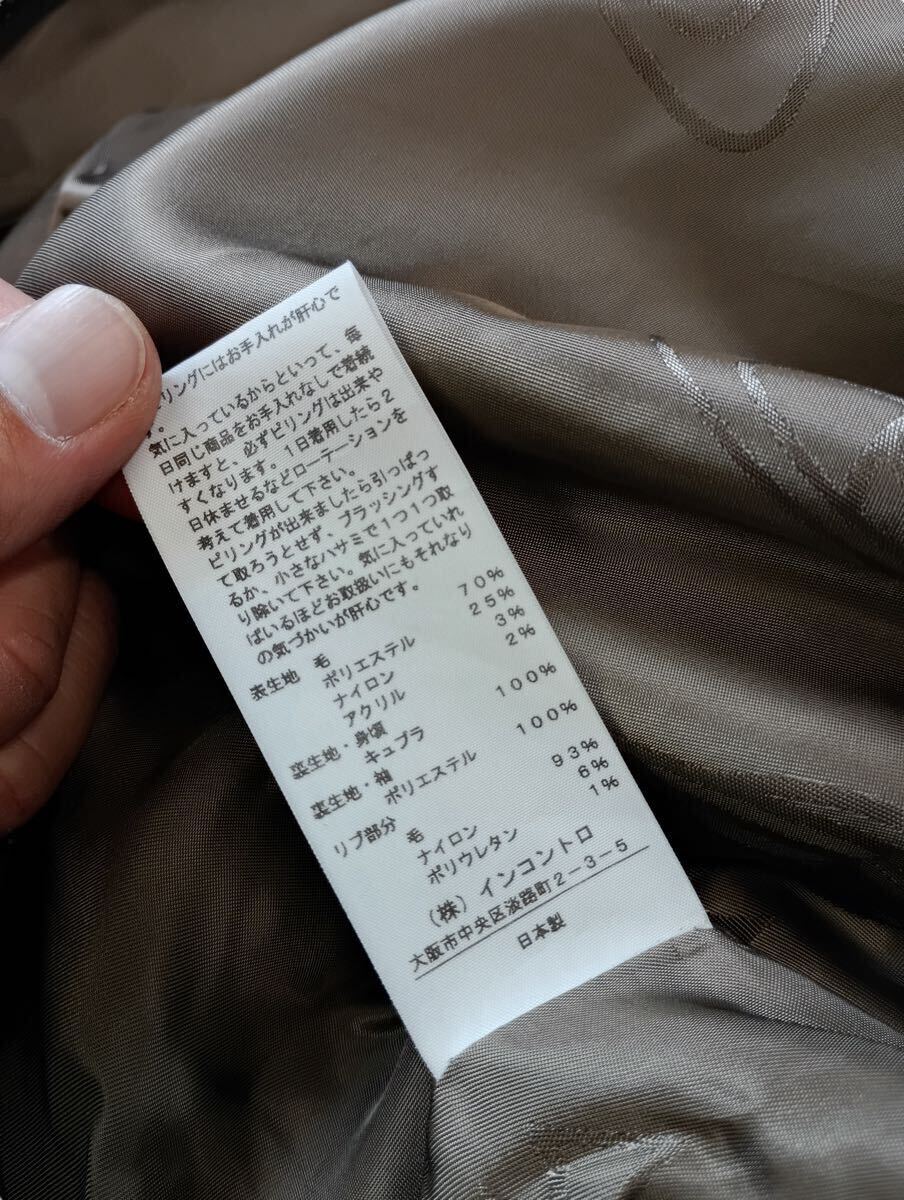 ピリングにはお手入れが肝心で
す。
気に入っているからといって、毎
日同じ商品をお手入れなしで着続
けますと、必ずピリングは出来や
すくなります。1日着用したら2
日休ませるなどローテーションを
考えて着用して下さい。
ピリングが出来ましたら引っぱっ
て取ろうとせず、ブラッシングす
るか、小さなハサミで1つ1つ取
り除いて下さい。気に入っていれ
ばいるほどお取扱いにもそれなり
の気づかいが肝心です。
表生地 毛 70%
ポリエステル 25%
ナイロン 3%
アクリル 2%
裏生地・身頃
キュプラ 100%
裏生地・袖
ポリエステル 100%
リブ部分 毛 93%
ナイロン 6%
ポリウレタン 1%
(株)インコントロ
大阪市中央区淡路町2-3-5
日本製